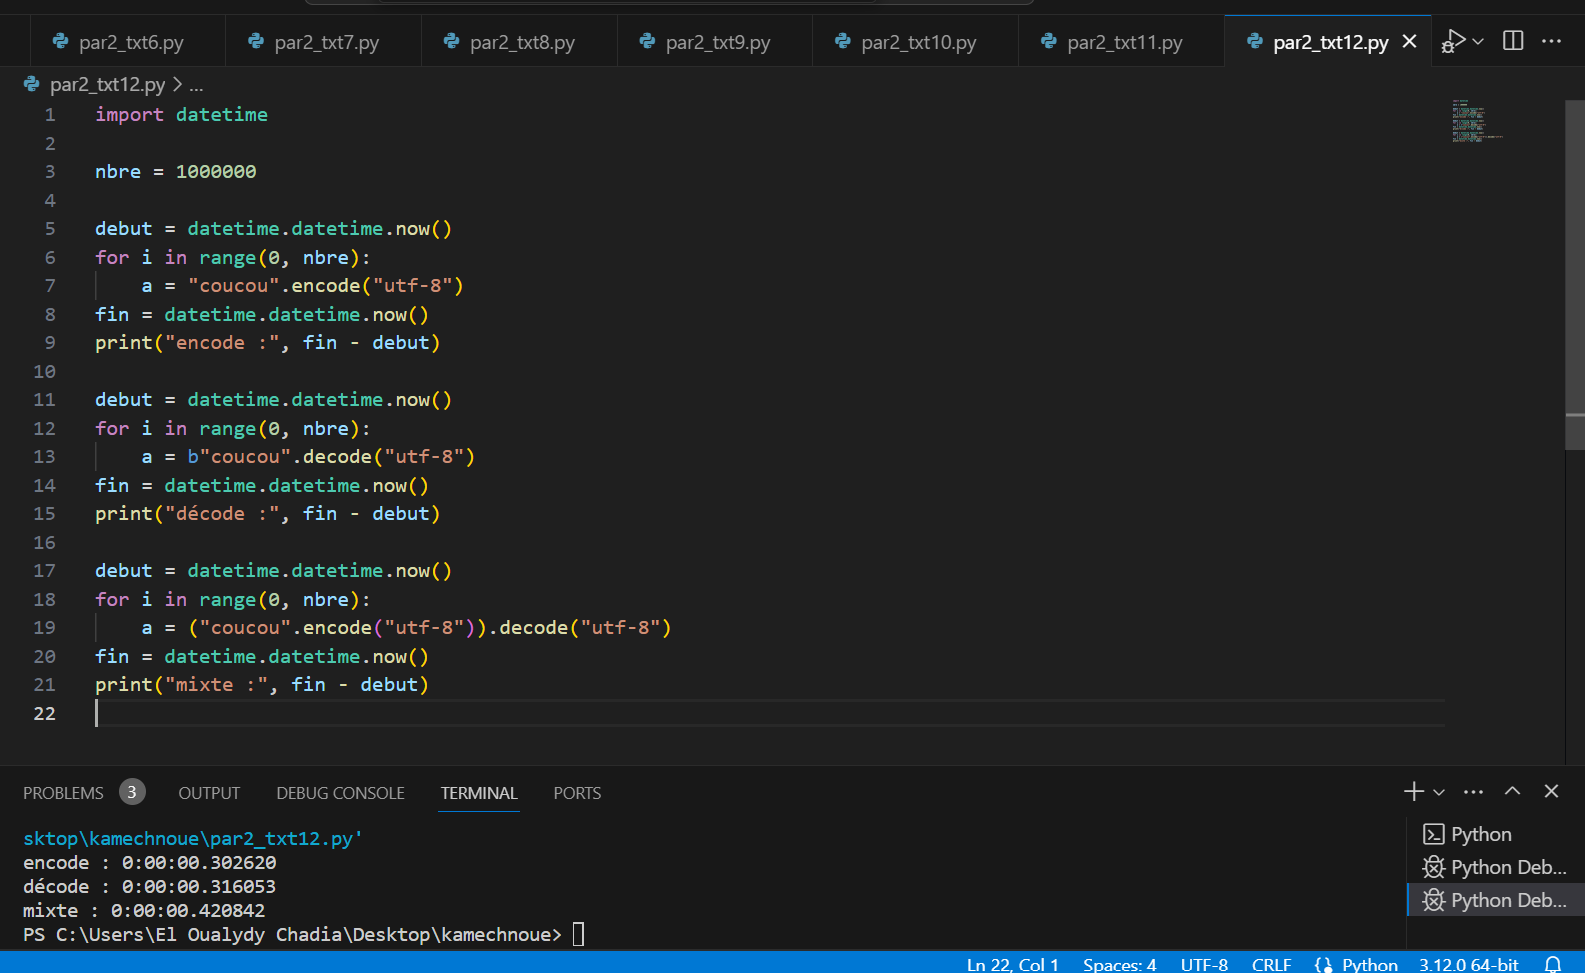 par2_txt6.py par2_txt7.py par2_txt8.py par2_txt9.py par2_txt10.py par2_txt11.py par2_txt12.py
par2_txt12.py > ...
1 import datetime
2
3 nbre = 1000000
4
5 debut = datetime.datetime.now()
6 for i in range(0, nbre):
7     a = "coucou".encode("utf-8")
8 fin = datetime.datetime.now()
9 print("encode :", fin - debut)
10
11 debut = datetime.datetime.now()
12 for i in range(0, nbre):
13     a = b"coucou".decode("utf-8")
14 fin = datetime.datetime.now()
15 print("décode :", fin - debut)
16
17 debut = datetime.datetime.now()
18 for i in range(0, nbre):
19     a = ("coucou".encode("utf-8")).decode("utf-8")
20 fin = datetime.datetime.now()
21 print("mixte :", fin - debut)
22
PROBLEMS 3 OUTPUT DEBUG CONSOLE TERMINAL PORTS
sktop\kamechnoue\par2_txt12.py'
encode : 0:00:00.302620
décode : 0:00:00.316053
mixte : 0:00:00.420842
PS C:\Users\El Oualydy Chadia\Desktop\kamechnoue>
Python
Python Deb...
Python Deb...
Ln 22, Col 1 Spaces: 4 UTF-8 CRLF Python 3.12.0 64-bit